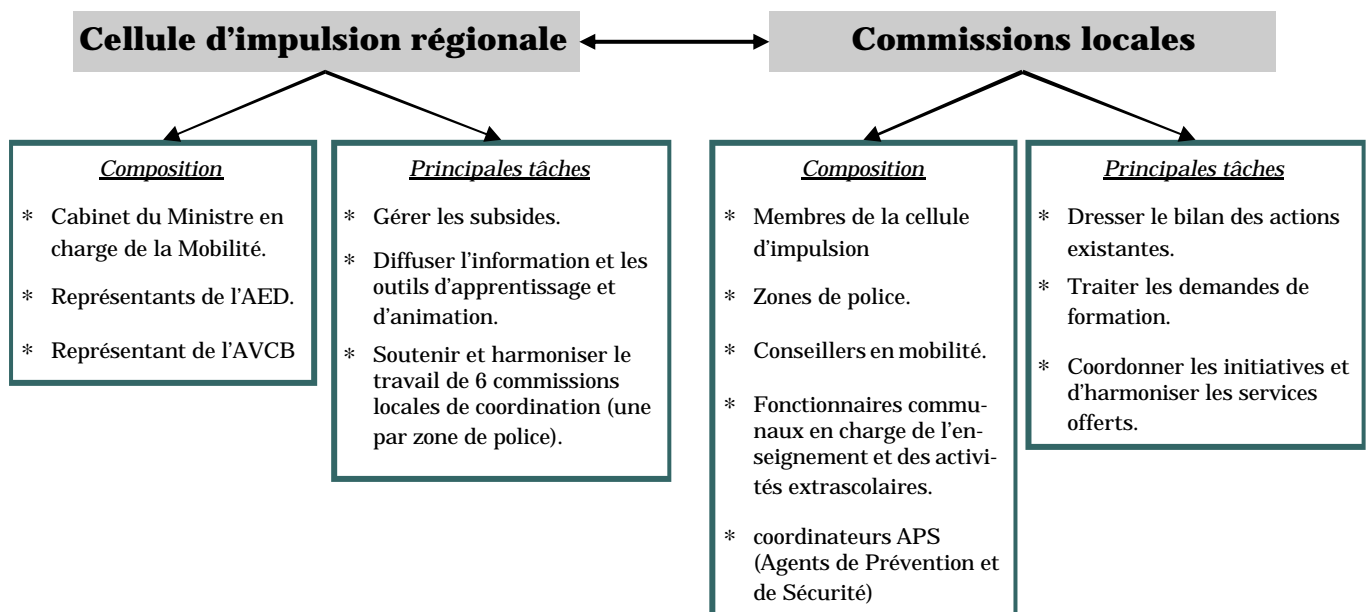 Cellule d'impulsion régionale
Commissions locales
Composition
* Cabinet du Ministre en
charge de la Mobilité.
* Représentants de l'AED.
* Représentant de l'AVCB
Principales tâches
* Gérer les subsides.
* Diffuser l'information et les
outils d'apprentissage et
d'animation.
* Soutenir et harmoniser le
travail de 6 commissions
locales de coordination (une
par zone de police).
Composition
* Membres de la cellule
d'impulsion
* Zones de police.
* Conseillers en mobilité.
* Fonctionnaires commu-
naux en charge de l'en-
seignement et des activi-
tés extrascolaires.
* coordinateurs APS
(Agents de Prévention et
de Sécurité)
Principales tâches
* Dresser le bilan des actions
existantes.
* Traiter les demandes de
formation.
* Coordonner les initiatives et
d'harmoniser les services
offerts.